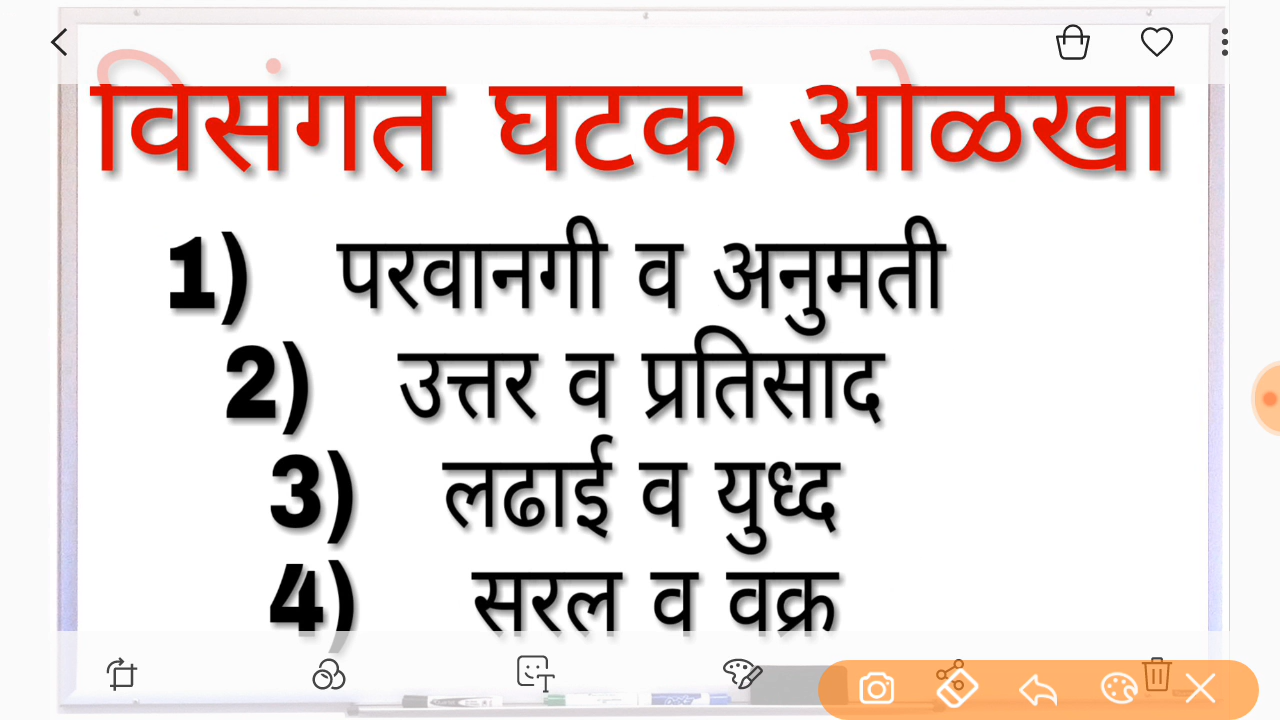 विसंगत घटक ओळखा
1) परवानगी व अनुमती
2) उत्तर व प्रतिसाद
3) लढाई व युध्द
4) सरल व वक्र